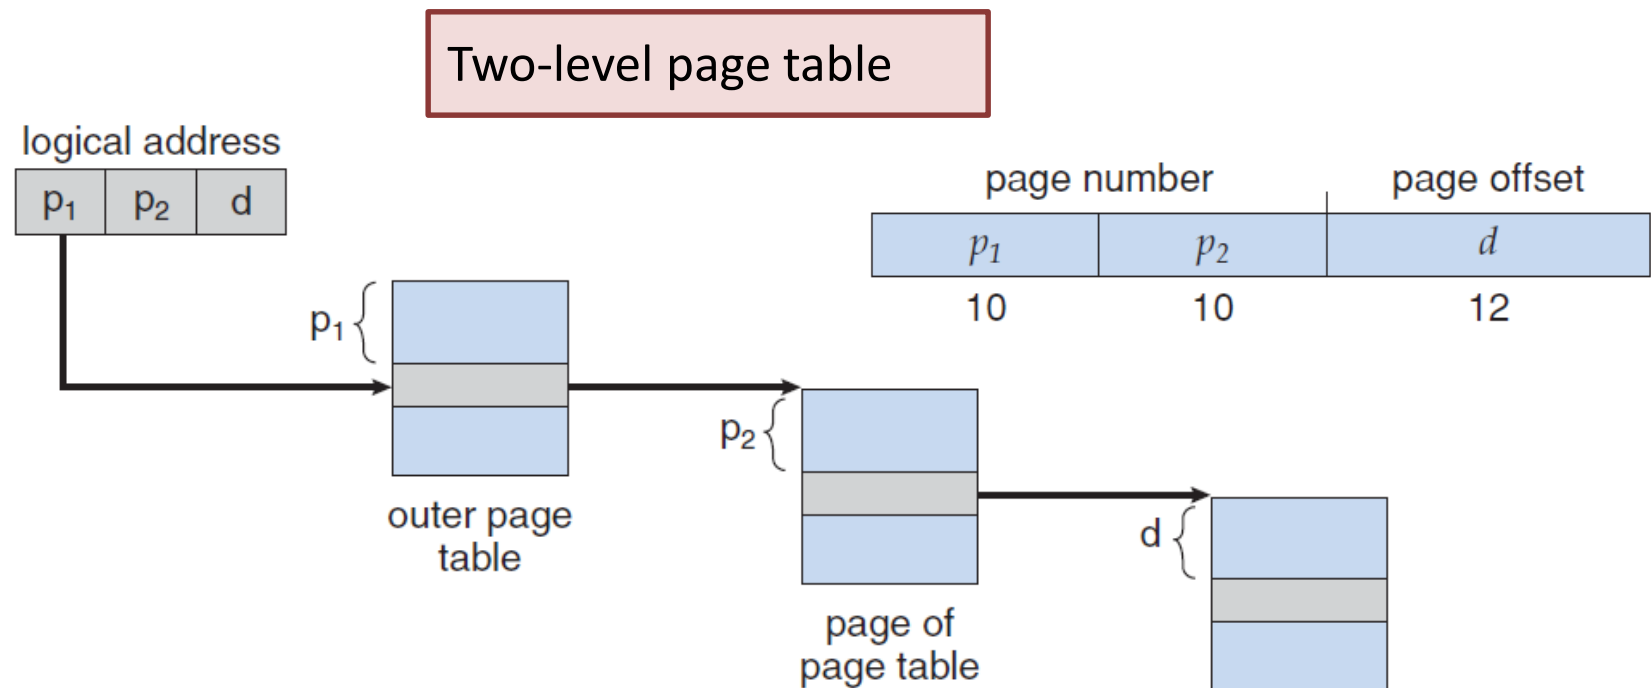 Two-level page table
logical address
p₁ p₂ d
page number page offset
p₁ p₂ d
10 10 12
p₁
outer page
table
p₂
page of
page table
d